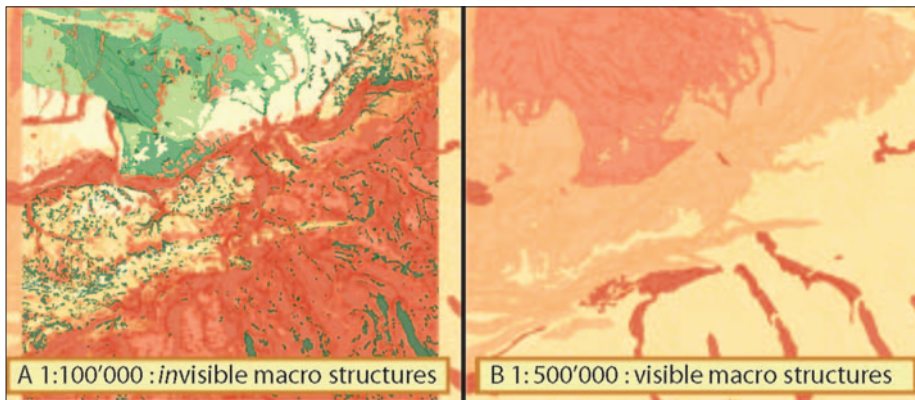 A 1:100'000 : invisible macro structures
B 1:500'000 : visible macro structures